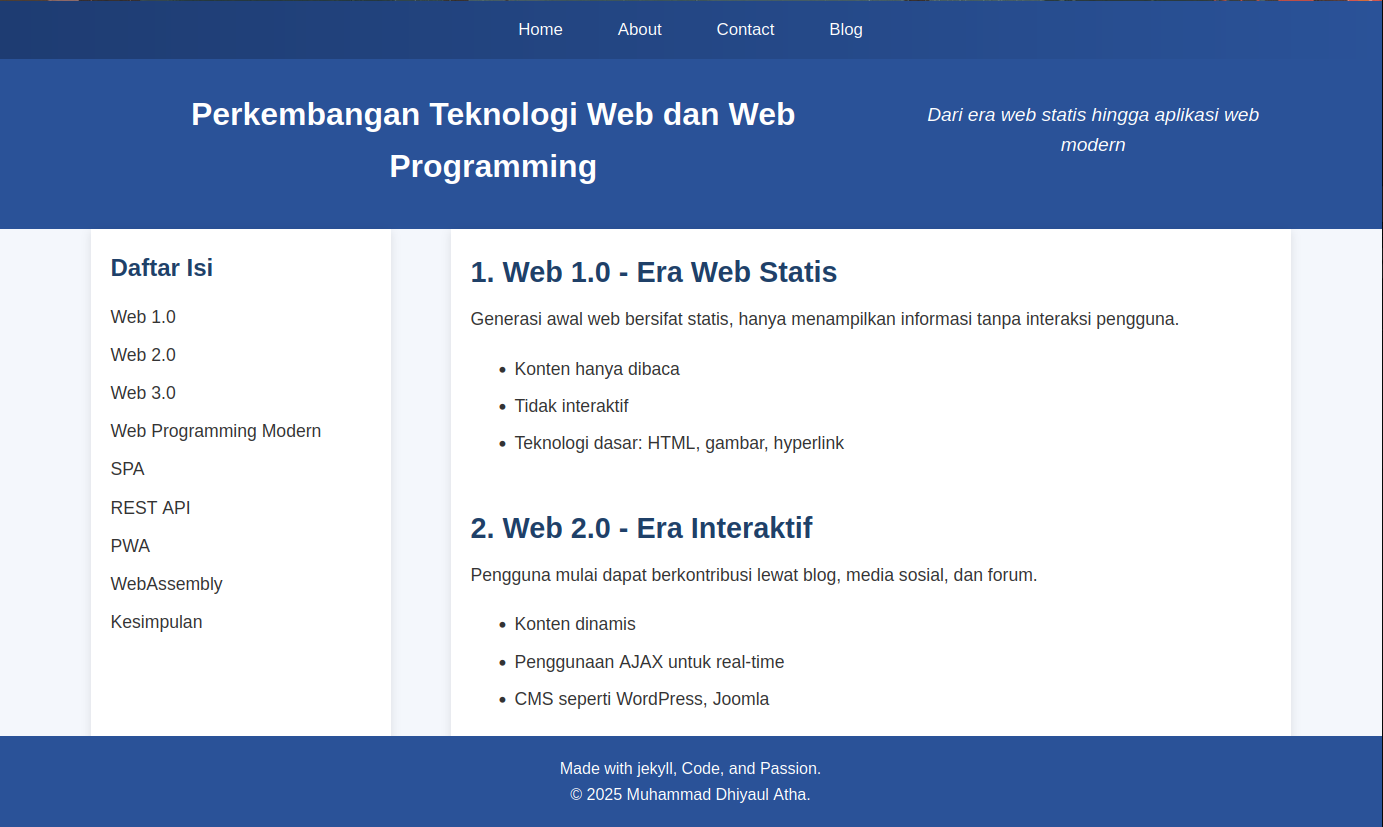 Home About Contact Blog
Perkembangan Teknologi Web dan Web
Programming
Dari era web statis hingga aplikasi web
modern
Daftar Isi
Web 1.0
Web 2.0
Web 3.0
Web Programming Modern
SPA
REST API
PWA
WebAssembly
Kesimpulan
1. Web 1.0 - Era Web Statis
Generasi awal web bersifat statis, hanya menampilkan informasi tanpa interaksi pengguna.
• Konten hanya dibaca
• Tidak interaktif
• Teknologi dasar: HTML, gambar, hyperlink
2. Web 2.0 - Era Interaktif
Pengguna mulai dapat berkontribusi lewat blog, media sosial, dan forum.
• Konten dinamis
• Penggunaan AJAX untuk real-time
• CMS seperti WordPress, Joomla
Made with jekyll, Code, and Passion.
© 2025 Muhammad Dhiyaul Atha.